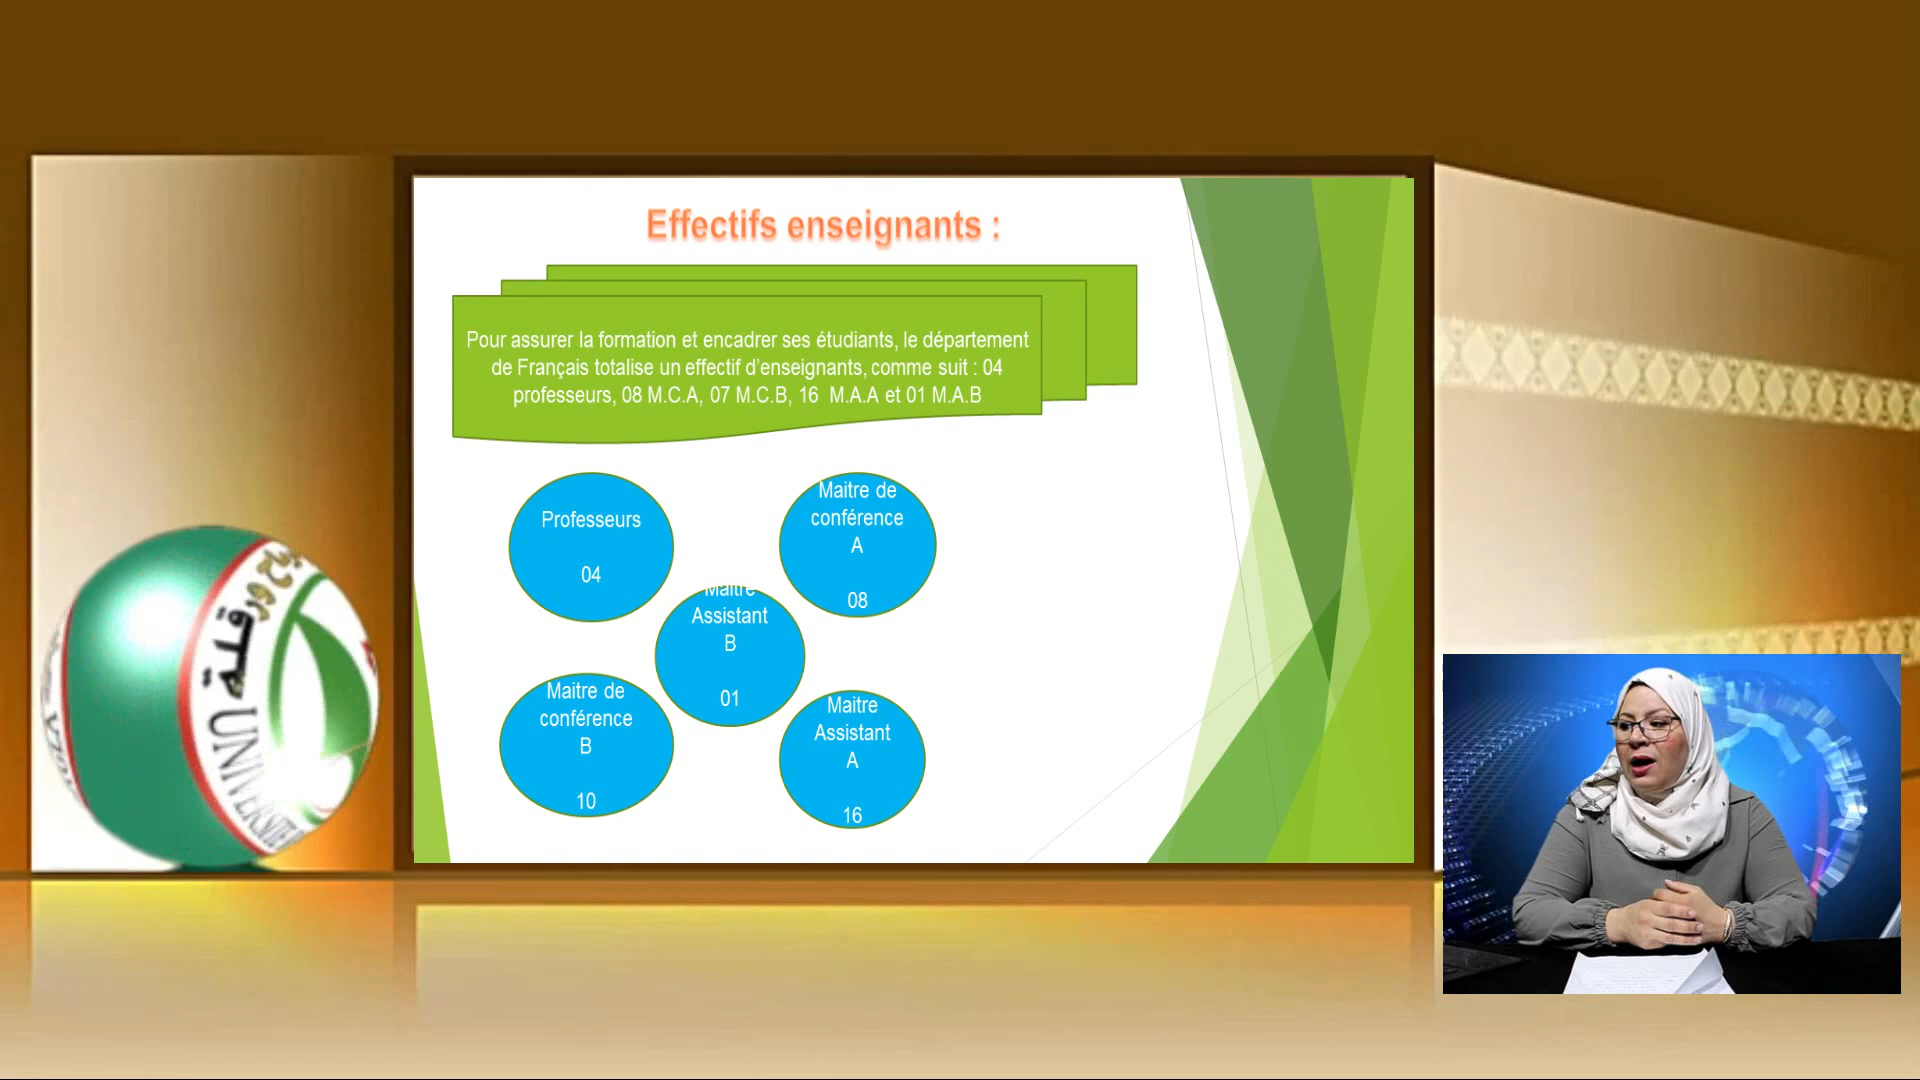 Effectifs enseignants :
Pour assurer la formation et encadrer ses étudiants, le département
de Français totalise un effectif d’enseignants, comme suit : 04
professeurs, 08 M.C.A, 07 M.C.B, 16 M.A.A et 01 M.A.B
Professeurs
04
Maitre de
conférence
A
08
Maitre
Assistant
B
01
Maitre de
conférence
B
10
Maitre
Assistant
A
16
ورقلة